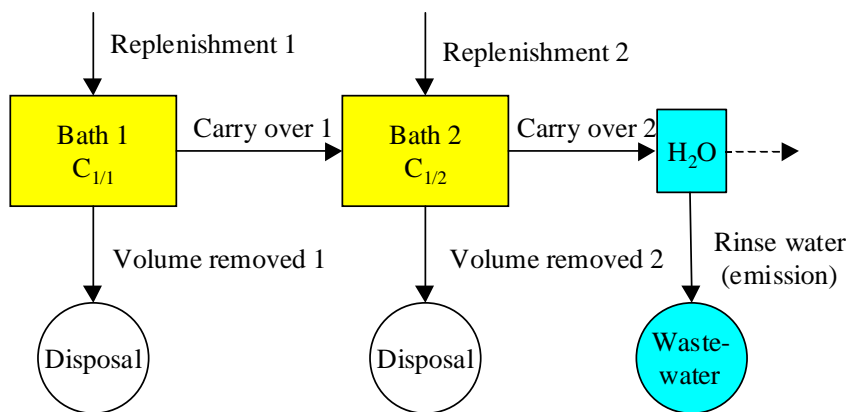 Replenishment 1
Replenishment 2
Bath 1
C1/1
Carry over 1
Bath 2
C1/2
Carry over 2
H2O
Volume removed 1
Volume removed 2
Rinse water
(emission)
Disposal
Disposal
Waste-
water